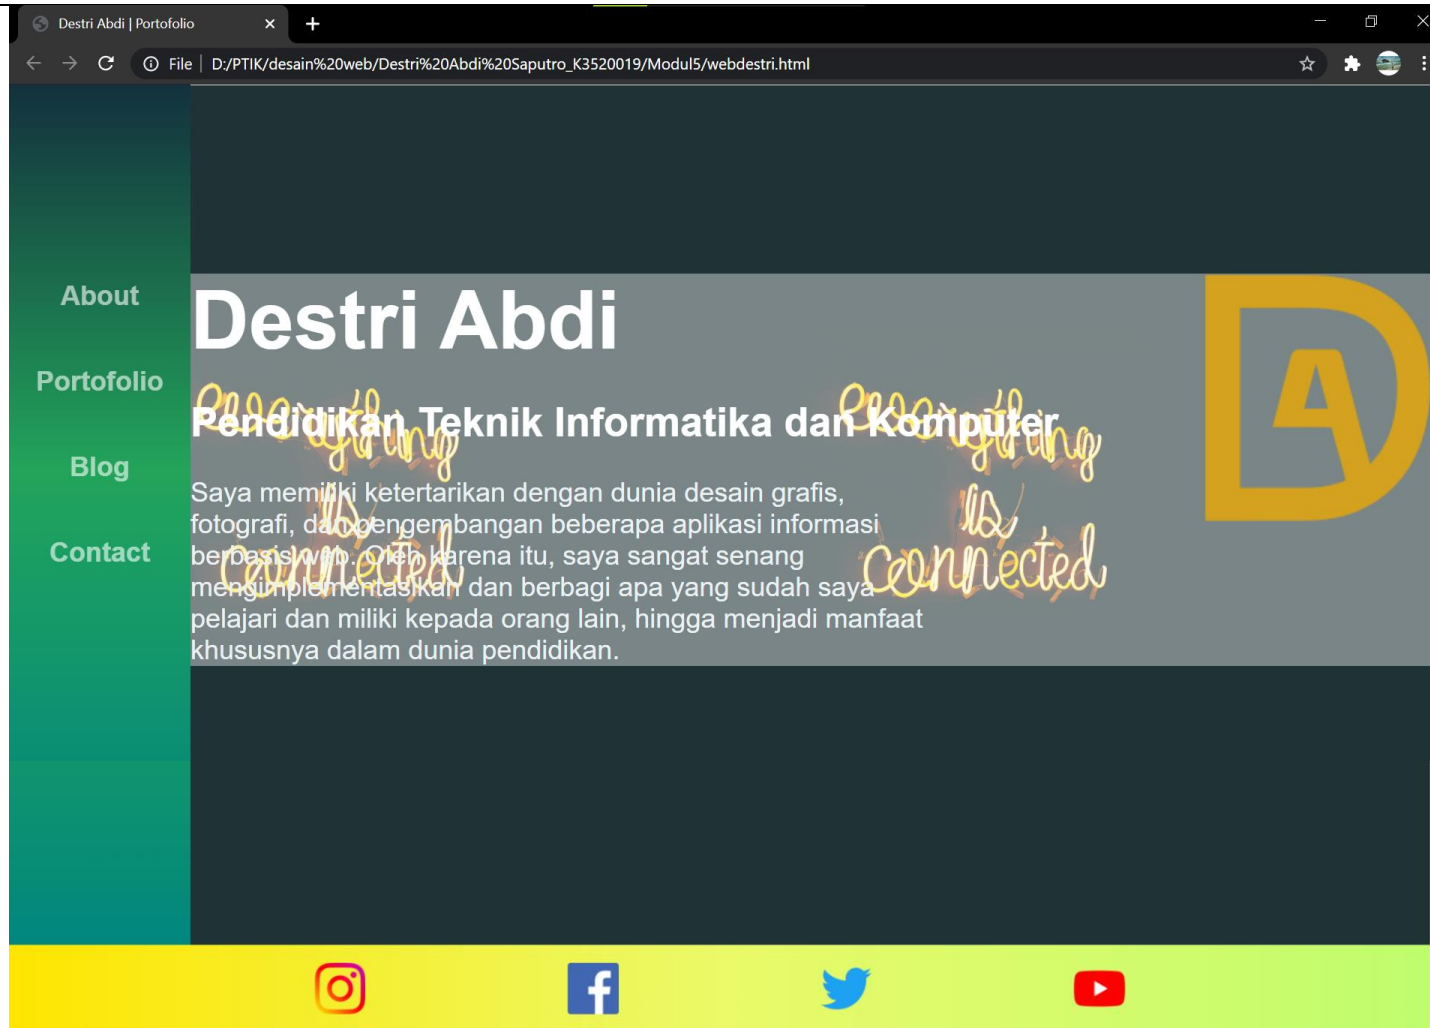 Destri Abdi | Portofolio
File | D:/PTIK/desain%20web/Destri%20Abdi%20Saputro_K3520019/Modul5/webdestri.html
About
Portofolio
Blog
Contact
Destri Abdi
Pendidikan Teknik Informatika dan Komputer
Saya memiliki ketertarikan dengan dunia desain grafis,
fotografi, dan pengembangan beberapa aplikasi informasi
berbasis web. Oleh karena itu, saya sangat senang
mengimplementasikan dan berbagi apa yang sudah saya
pelajari dan miliki kepada orang lain, hingga menjadi manfaat
khususnya dalam dunia pendidikan.
everything
is
connected
everything
is
connected
DA